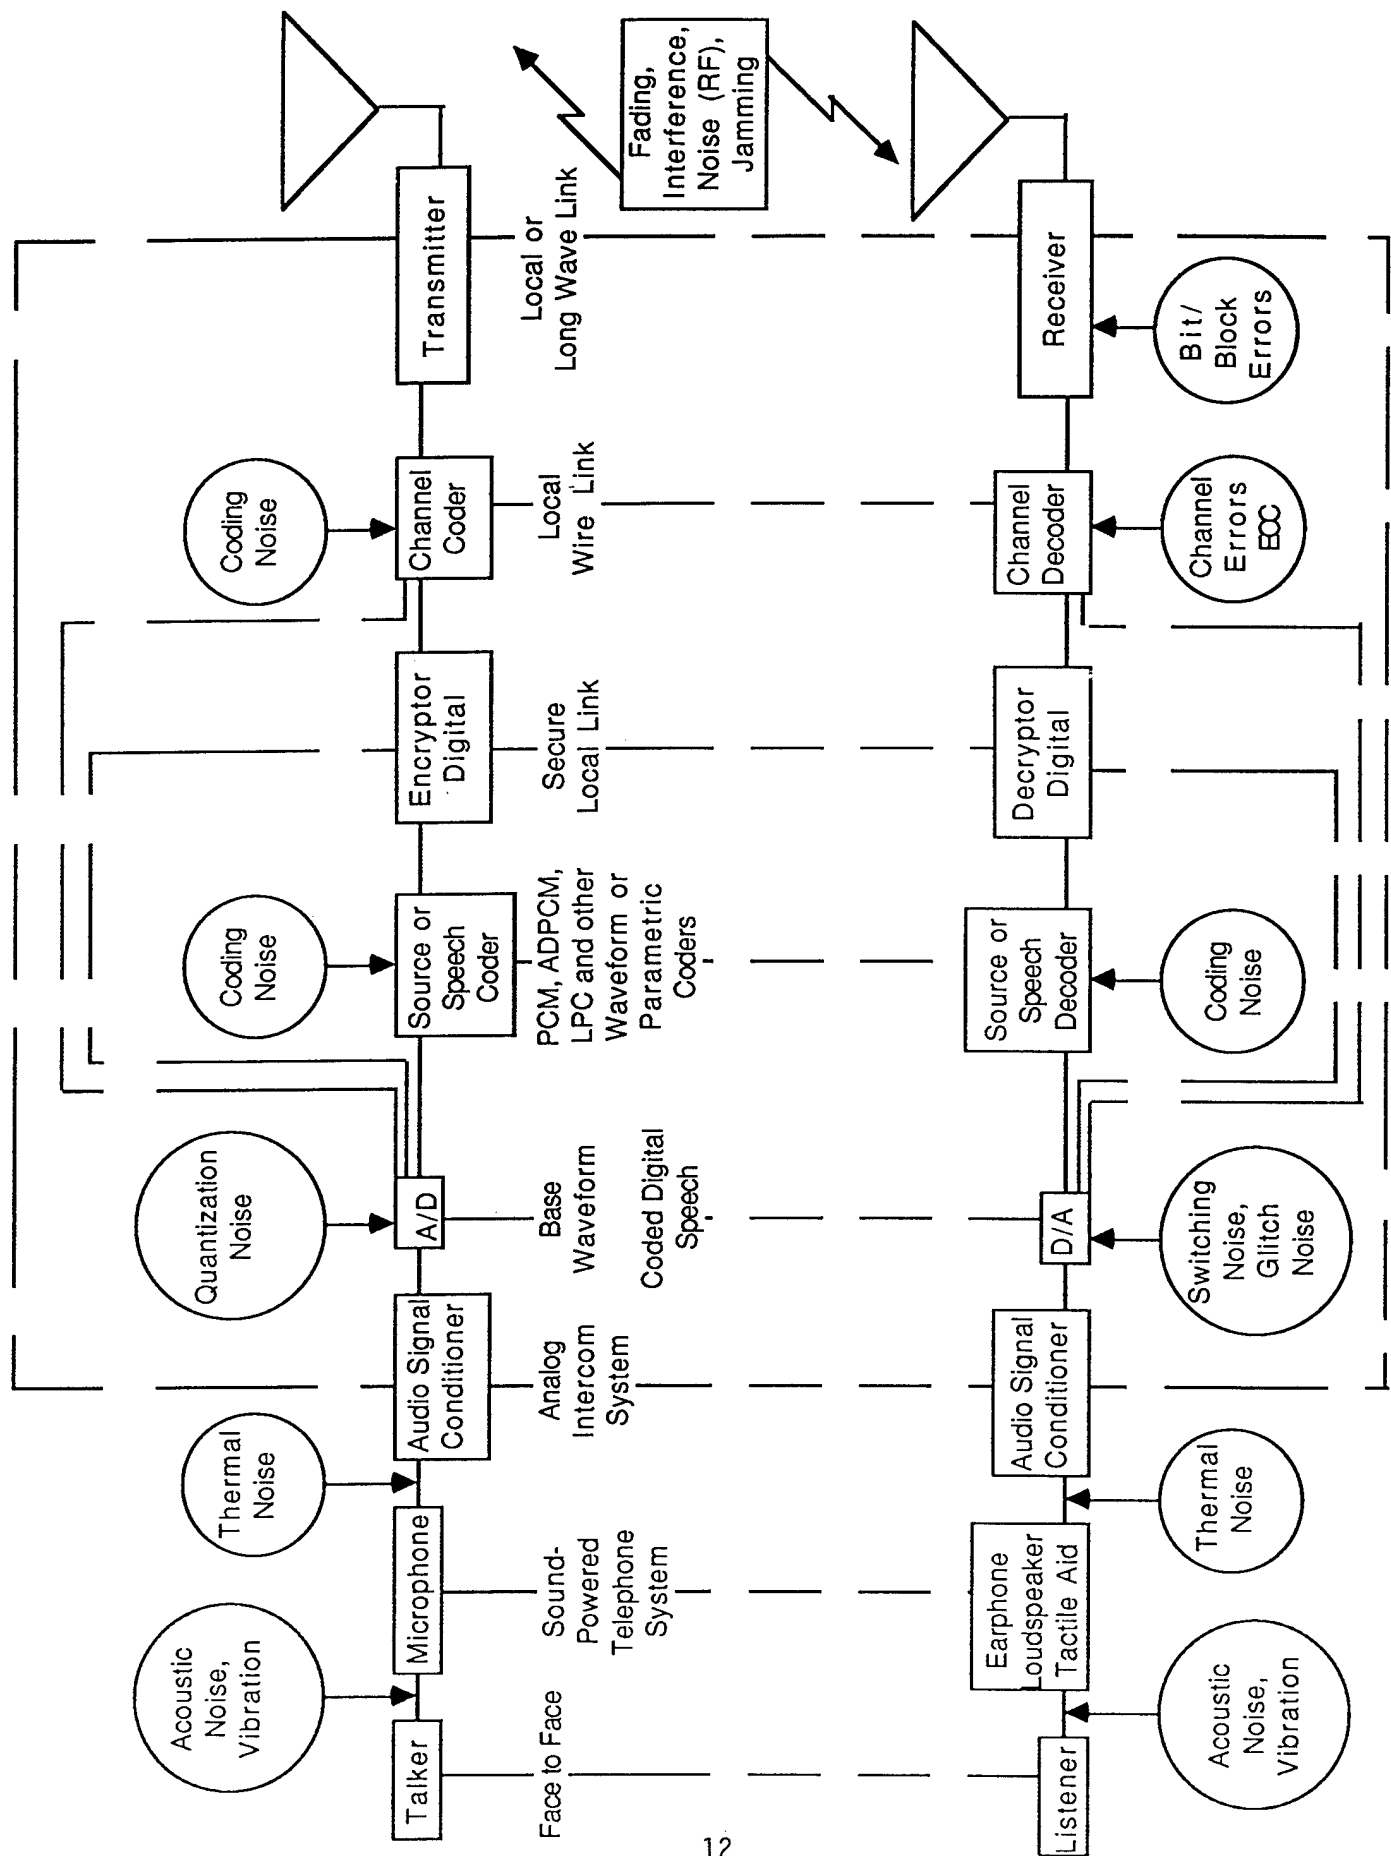 Acoustic
Noise,
Vibration
Thermal
Noise
Quantization
Noise
Coding
Noise
Coding
Noise
Talker
Microphone
Audio Signal
Conditioner
A/D
Source or
Speech
Coder
Encryptor
Digital
Channel
Coder
Transmitter
Face to Face
Sound-
Powered
Telephone
System
Analog
Intercom
System
Base
Waveform
Coded Digital
Speech
PCM, ADPCM,
LPC and other
Waveform or
Parametric
Coders
Secure
Local Link
Local
Wire Link
Local or
Long Wave Link
Fading,
Interference,
Noise (RF),
Jamming
Listener
Earphone
Loudspeaker
Tactile Aid
Audio Signal
Conditioner
D/A
Source or
Speech
Decoder
Decryptor
Digital
Channel
Decoder
Receiver
Acoustic
Noise,
Vibration
Thermal
Noise
Switching
Noise,
Glitch
Noise
Coding
Noise
Channel
Errors
EOC
Bit/
Block
Errors
12